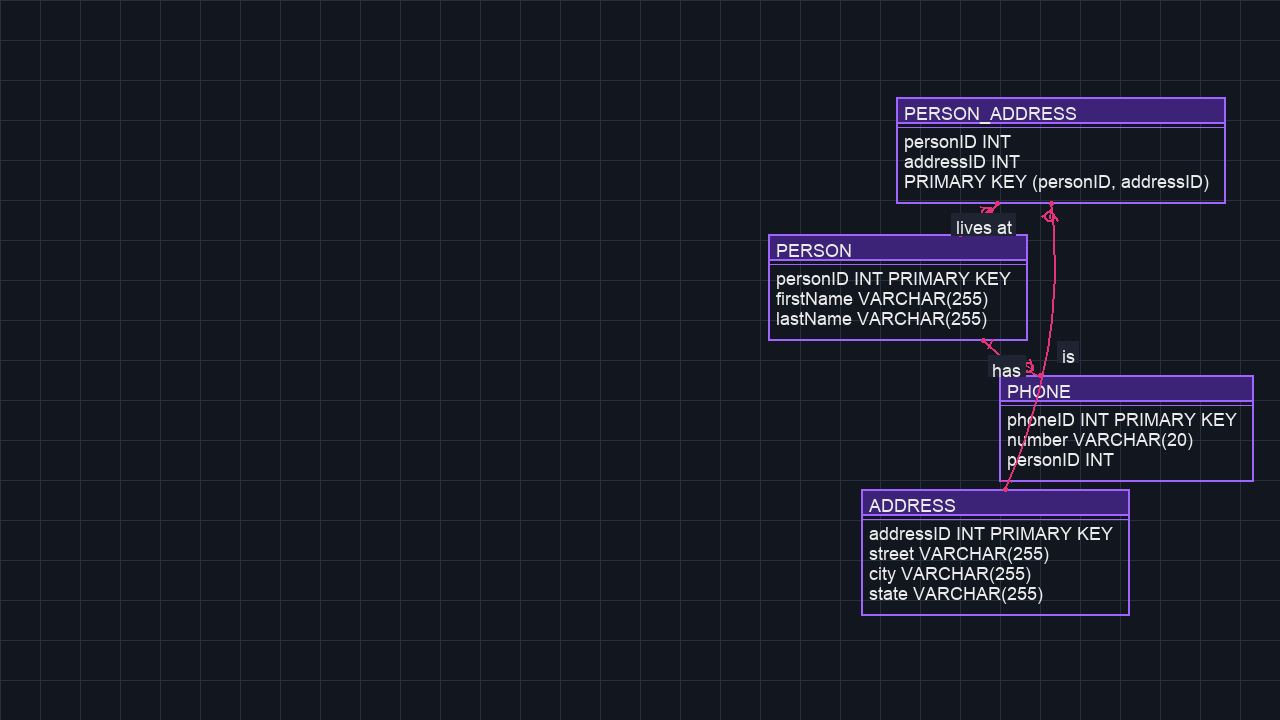 PERSON_ADDRESS
personID INT
addressID INT
PRIMARY KEY (personID, addressID)
lives at
PERSON
personID INT PRIMARY KEY
firstName VARCHAR(255)
lastName VARCHAR(255)
is
has
PHONE
phoneID INT PRIMARY KEY
number VARCHAR(20)
personID INT
ADDRESS
addressID INT PRIMARY KEY
street VARCHAR(255)
city VARCHAR(255)
state VARCHAR(255)